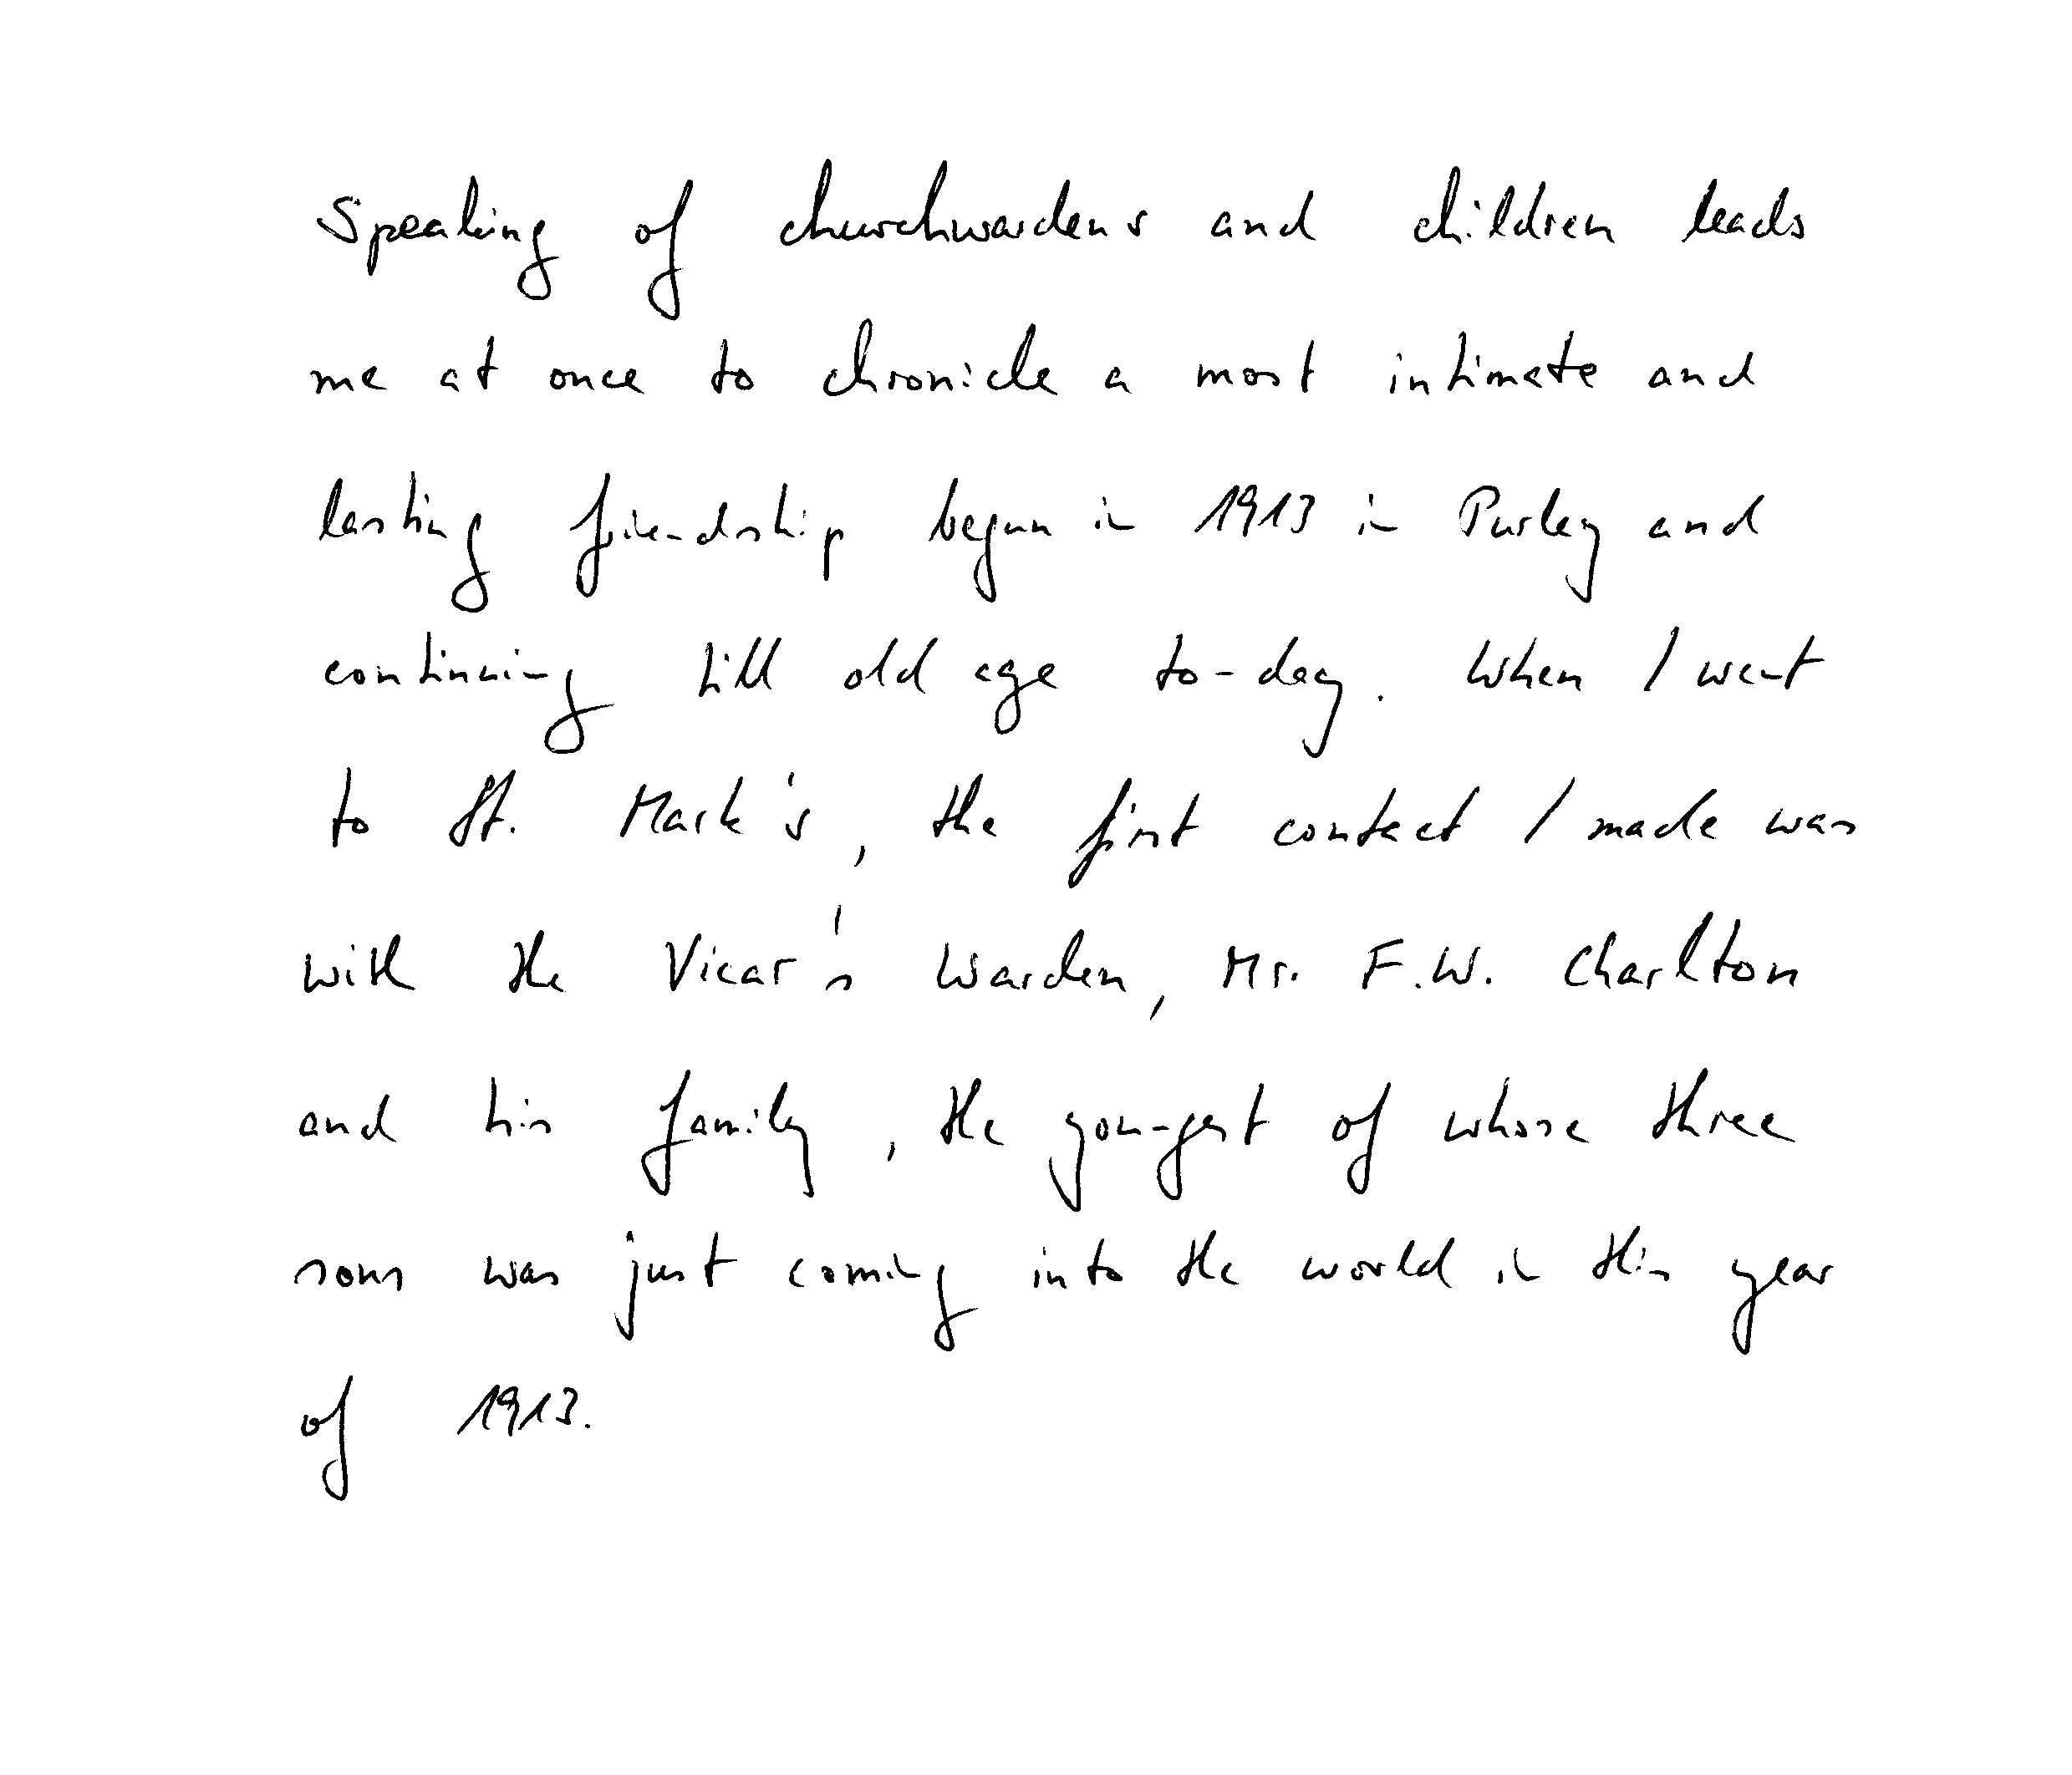 Speaking of churchwardens and children leads
me at once to chronicle a most intimate and
lasting friendship begun in 1913 in Purley and
continuing till old age to-day. When I went
to St. Mark's, the first contact I made was
with the Vicar's Warden, Mr. F.W. Charlton
and his family, the youngest of whose three
sons was just coming into the world in this year
of 1913.